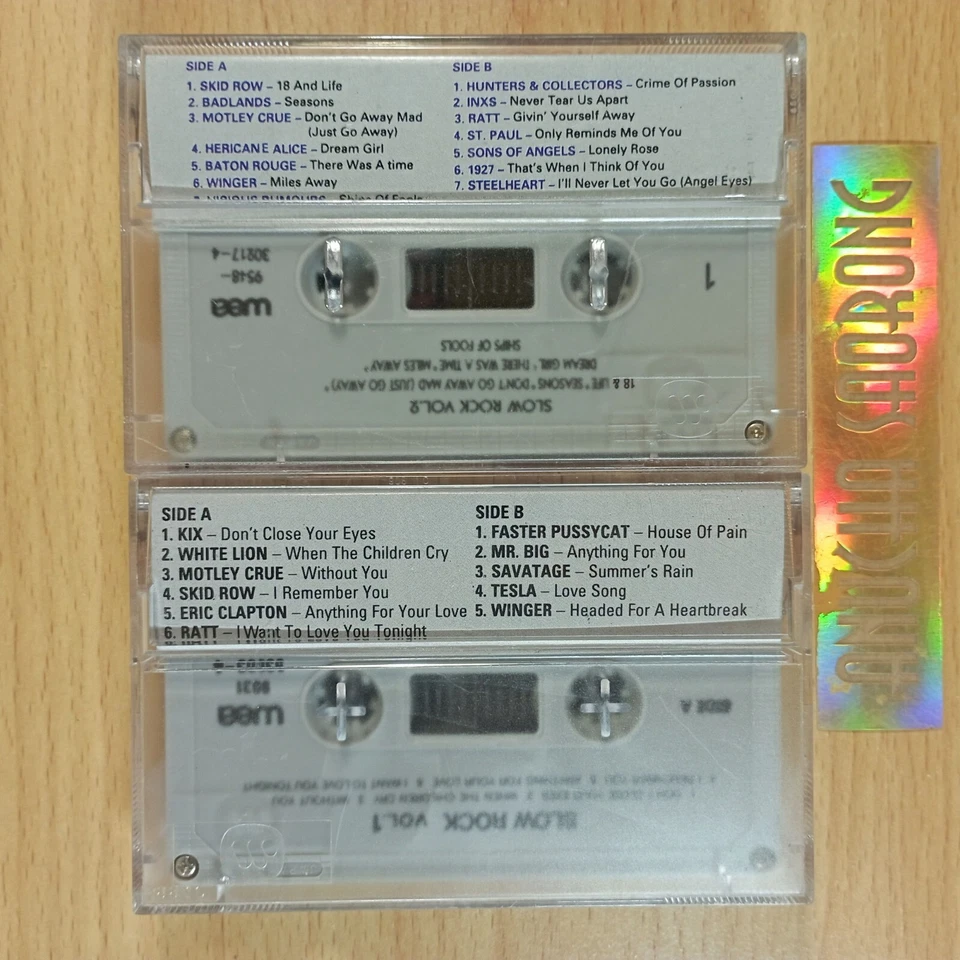 SIDE A
1. SKID ROW – 18 And Life
2. BADLANDS – Seasons
3. MOTLEY CRUE – Don't Go Away Mad
(Just Go Away)
4. HERICANE ALICE – Dream Girl
5. BATON ROUGE – There Was A time
6. WINGER – Miles Away
SIDE B
1. HUNTERS & COLLECTORS – Crime Of Passion
2. INXS – Never Tear Us Apart
3. RATT – Givin' Yourself Away
4. ST. PAUL – Only Reminds Me Of You
5. SONS OF ANGELS – Lonely Rose
6. 1927 – That's When I Think Of You
7. STEELHEART – I'll Never Let You Go (Angel Eyes)
SLOW ROCK VOL.2
18 & LIFE * SEASONS * DON'T GO AWAY MAD (JUST GO AWAY) *
DREAM GIRL * THERE WAS A TIME * MILES AWAY *
SHIPS OF FOOLS
1
wea
9548-
30217-4
SIDE A
1. KIX – Don't Close Your Eyes
2. WHITE LION – When The Children Cry
3. MOTLEY CRUE – Without You
4. SKID ROW – I Remember You
5. ERIC CLAPTON – Anything For Your Love
6. RATT – I Want To Love You Tonight
SIDE B
1. FASTER PUSSYCAT – House Of Pain
2. MR. BIG – Anything For You
3. SAVATAGE – Summer's Rain
4. TESLA – Love Song
5. WINGER – Headed For A Heartbreak
SLOW ROCK VOL.1
SIDE A
wea
9031